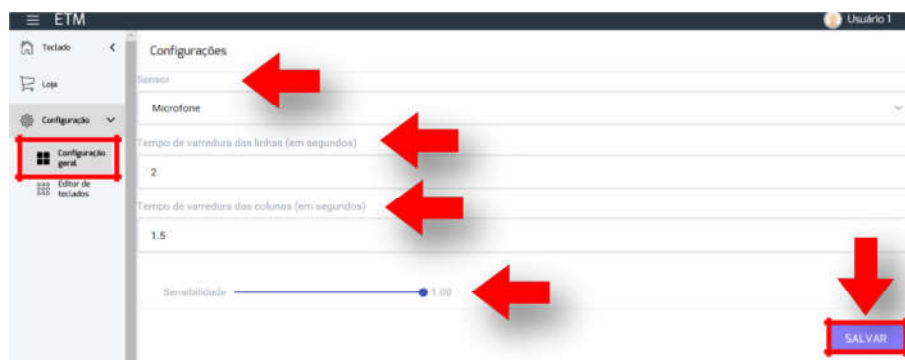 ETM
Usuário 1
Teclado
Loja
Configuração
Configuração
geral
Editor de
teclados
Configurações
Sensor
Microfone
Tempo de varredura das linhas (em segundos)
2
Tempo de varredura das colunas (em segundos)
1.5
Sensibilidade 1.00
SALVAR